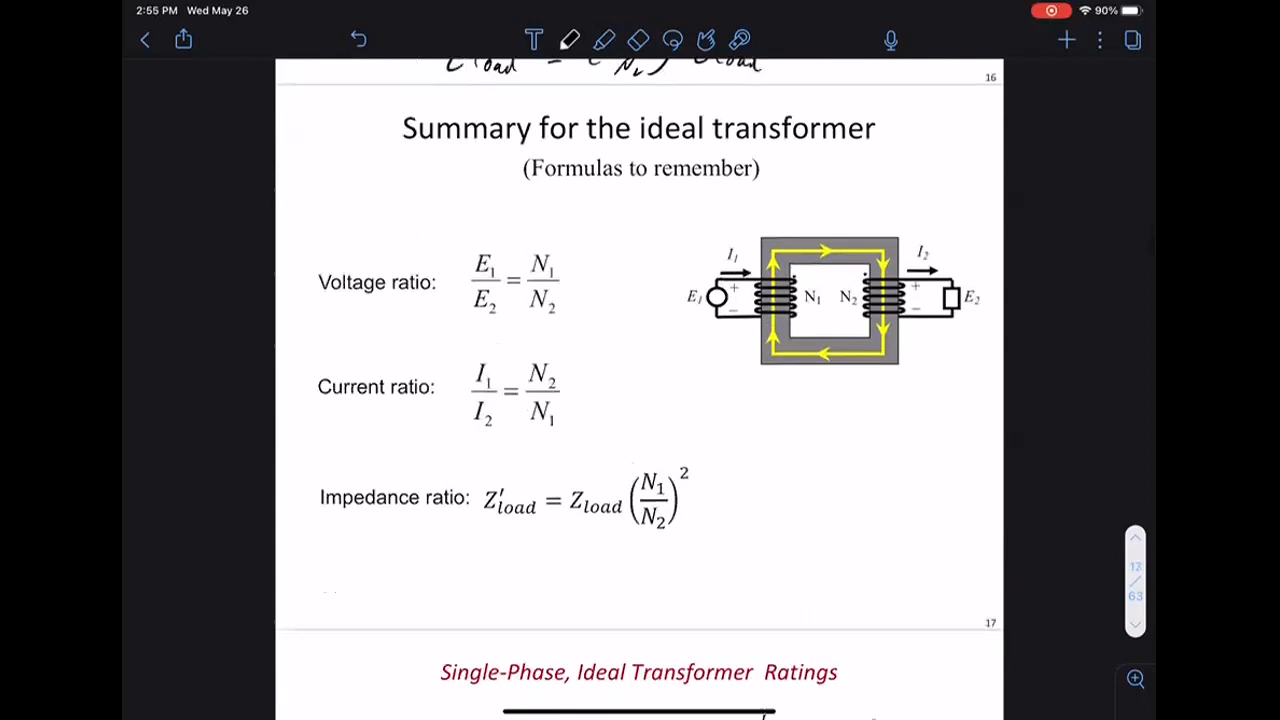 2:55 PM Wed May 26
90%
16
Summary for the ideal transformer
(Formulas to remember)
Voltage ratio: E₁/E₂ = N₁/N₂
I₁ I₂
E₁ + − N₁ N₂ + − E₂
Current ratio: I₁/I₂ = N₂/N₁
Impedance ratio: Z′load = Zload (N₁/N₂)²
12 / 63
17
Single-Phase, Ideal Transformer Ratings